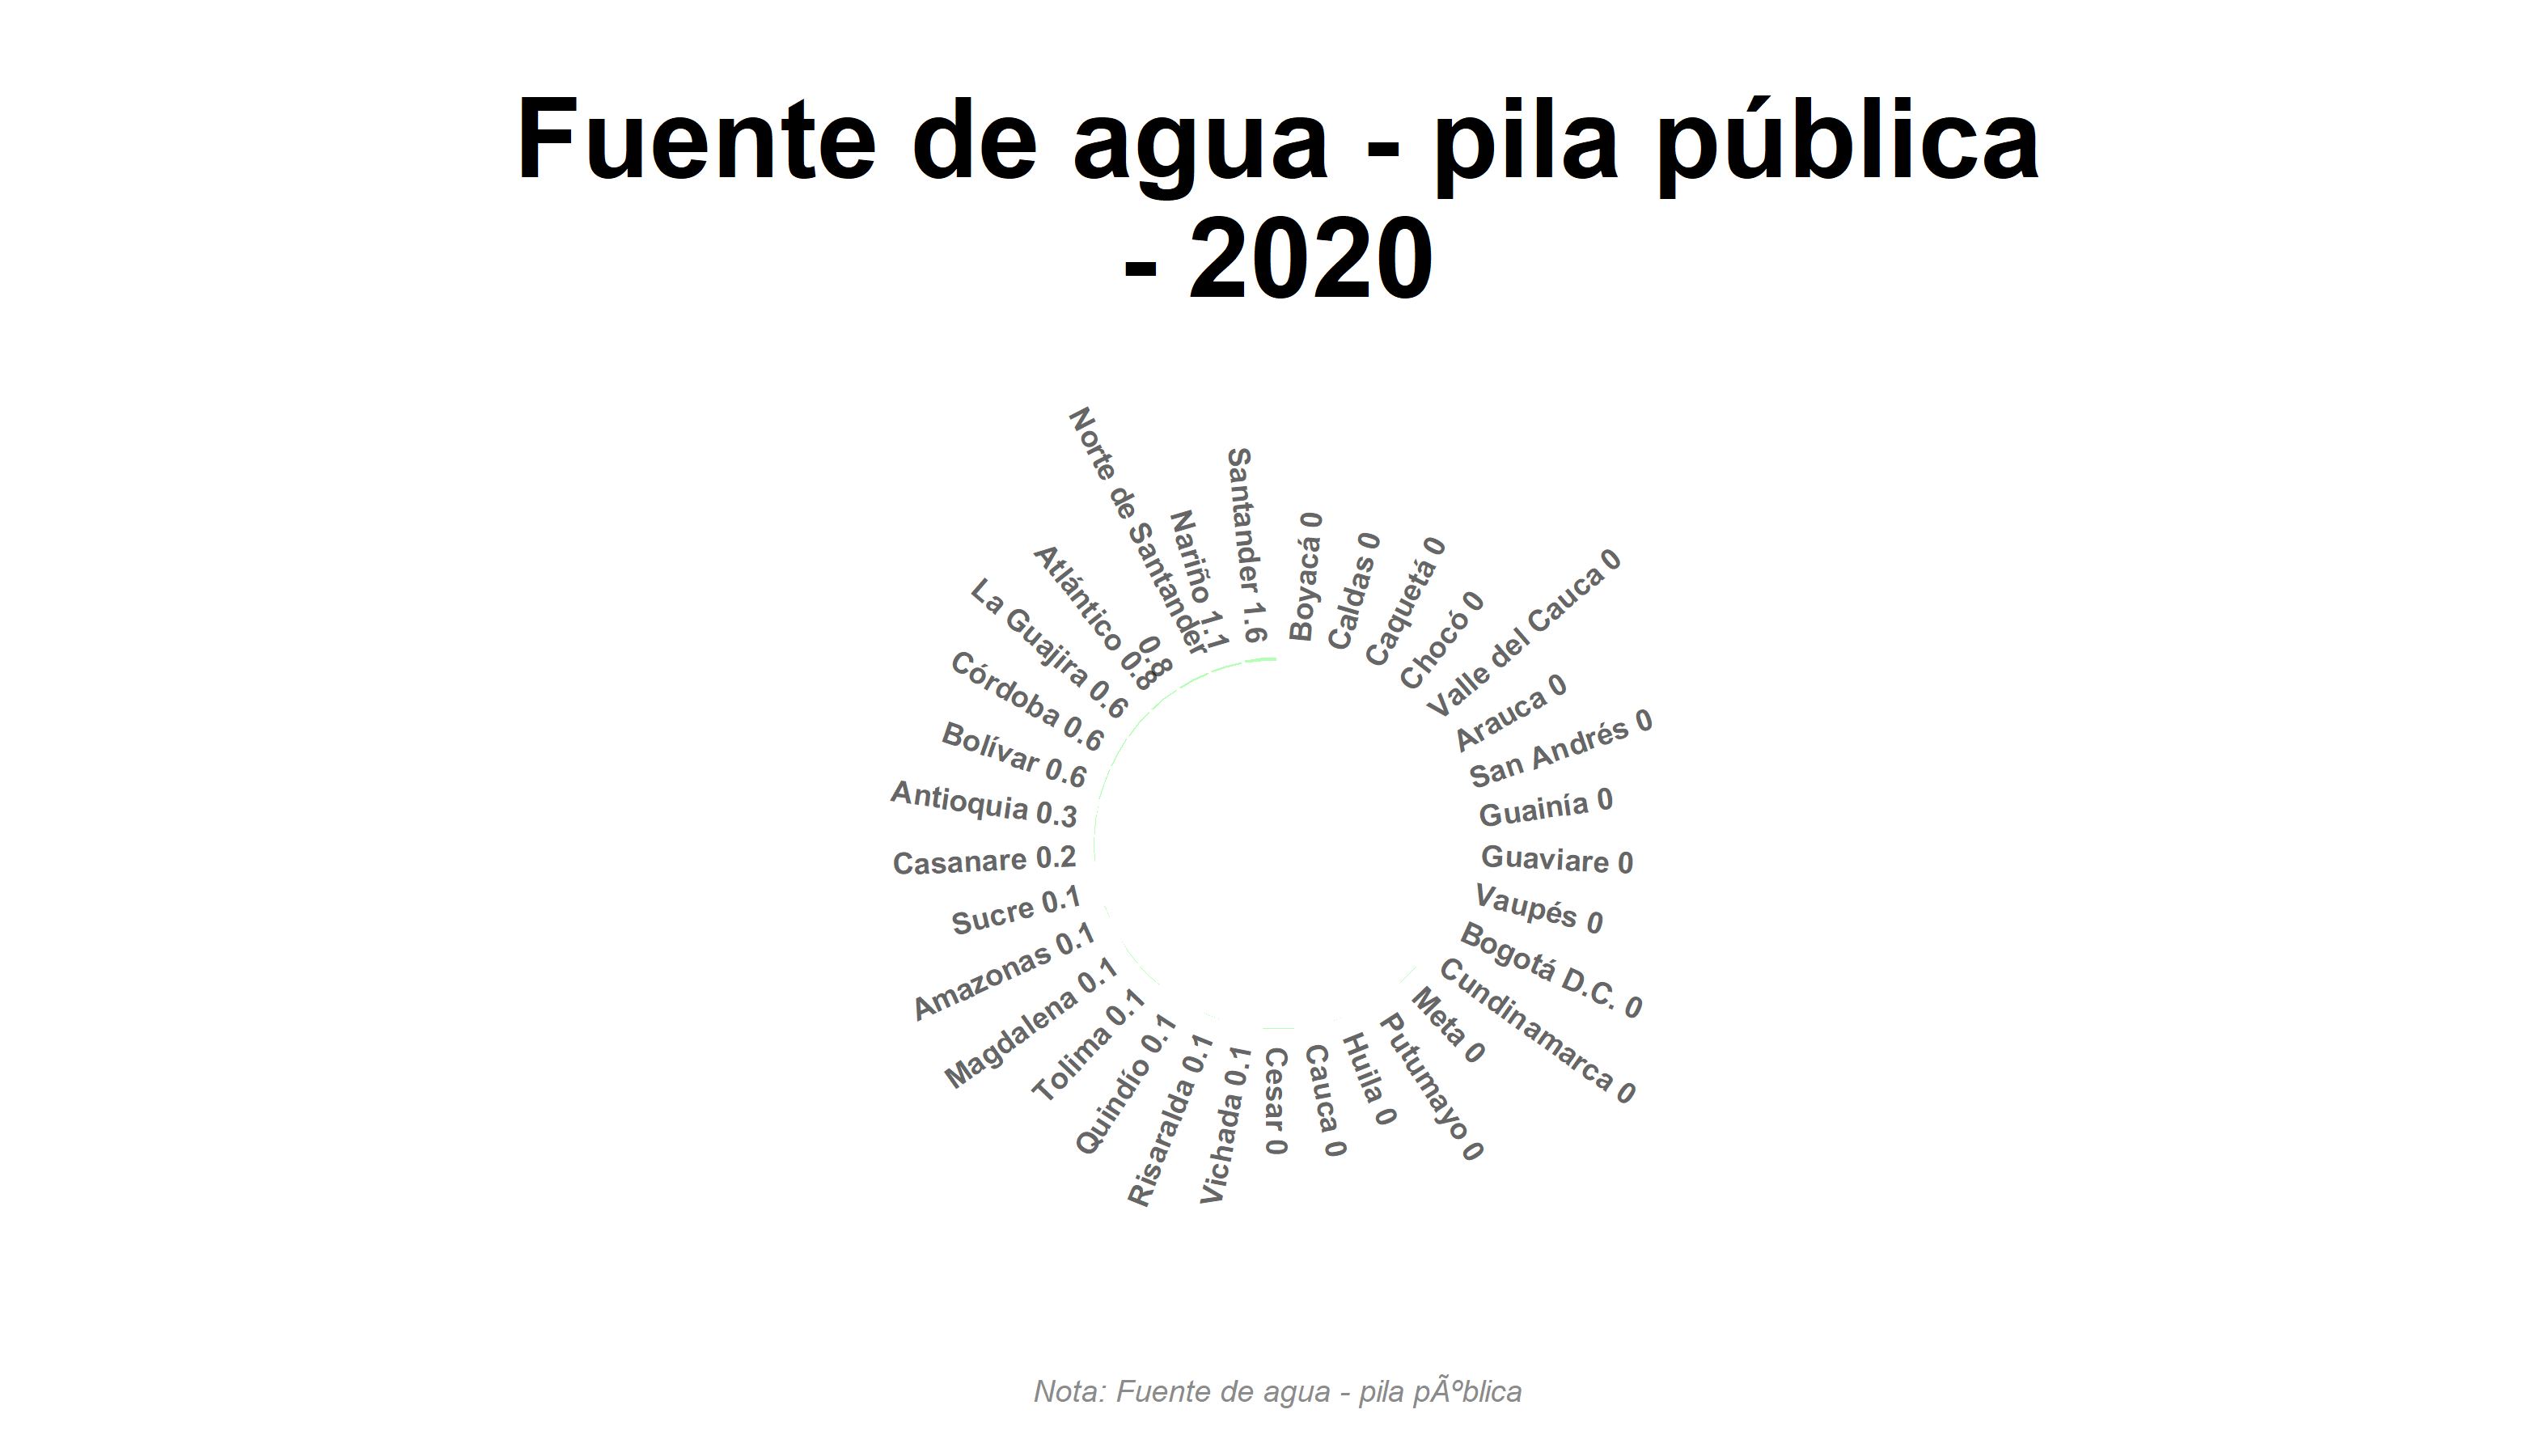 Fuente de agua - pila pública
- 2020
Santander 1.6
Boyacá 0
Caldas 0
Caquetá 0
Chocó 0
Valle del Cauca 0
Arauca 0
San Andrés 0
Guainía 0
Guaviare 0
Vaupés 0
Bogotá D.C. 0
Cundinamarca 0
Meta 0
Putumayo 0
Huila 0
Cauca 0
Cesar 0
Vichada 0.1
Risaralda 0.1
Quindío 0.1
Tolima 0.1
Magdalena 0.1
Amazonas 0.1
Sucre 0.1
Casanare 0.2
Antioquia 0.3
Bolívar 0.6
Córdoba 0.6
La Guajira 0.6
Atlántico 0.8
Norte de Santander
0.8
Nariño 1.1
Nota: Fuente de agua - pila pÃºblica